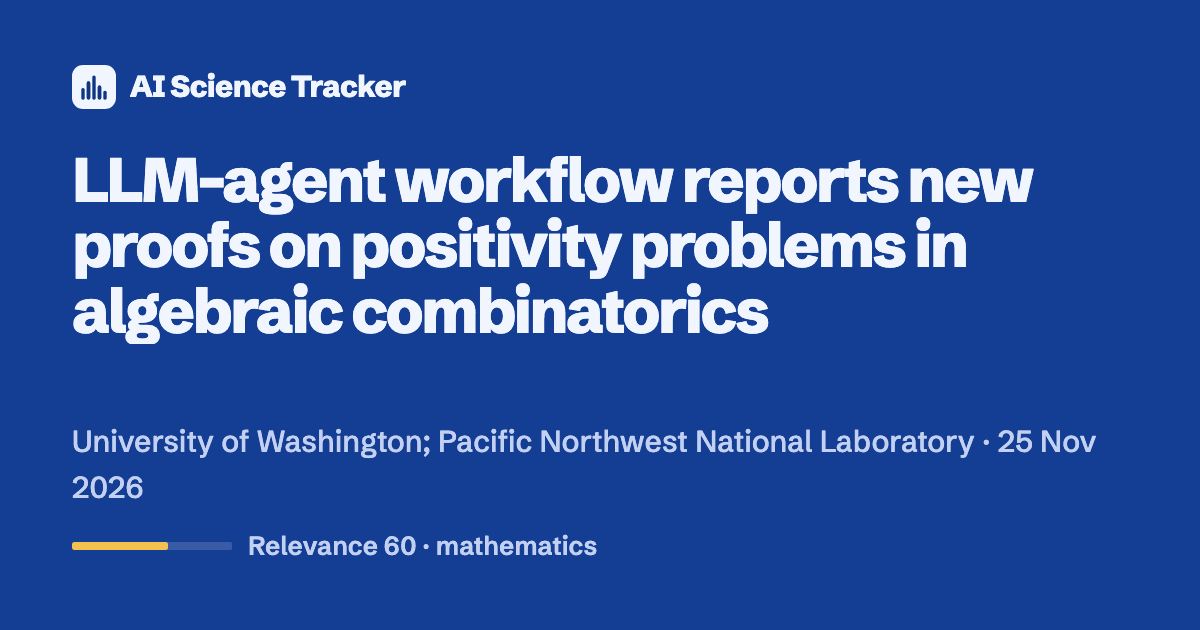 AI Science Tracker
LLM-agent workflow reports new
proofs on positivity problems in
algebraic combinatorics
University of Washington; Pacific Northwest National Laboratory · 25 Nov
2026
Relevance 60 · mathematics